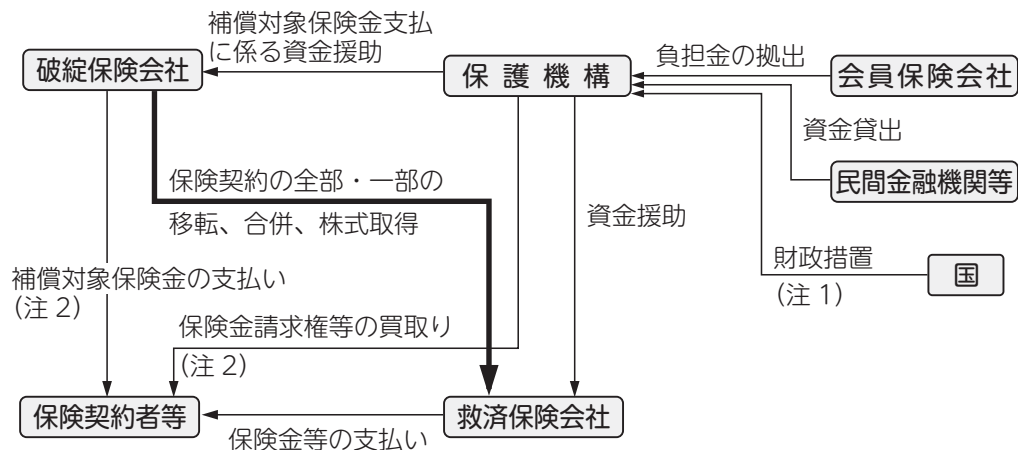 補償対象保険金支払
に係る資金援助
破綻保険会社
保護機構
負担金の拠出
会員保険会社
資金貸出
民間金融機関等
保険契約の全部・一部の
移転、合併、株式取得
資金援助
財政措置
(注 1)
国
補償対象保険金の支払い
(注 2)
保険金請求権等の買取り
(注 2)
保険契約者等
救済保険会社
保険金等の支払い